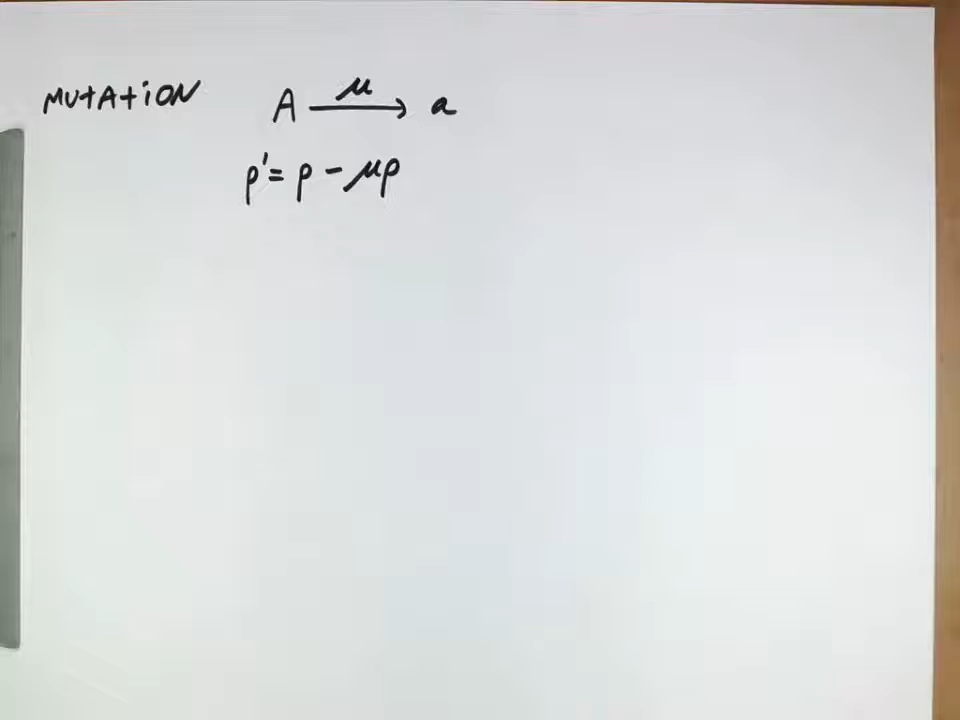 MUTATION A μ→ a
p' = p - μp